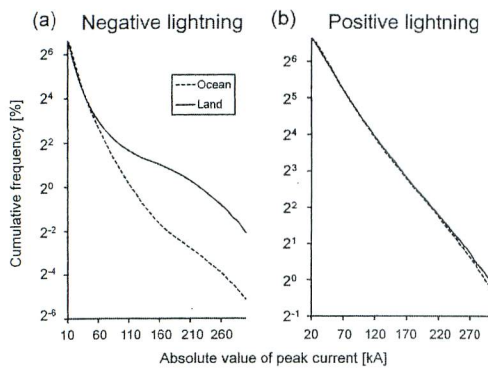 (a) Negative lightning
(b) Positive lightning
Cumulative frequency [%]
2⁶
2⁴
2²
2⁰
2⁻²
2⁻⁴
2⁻⁶
Ocean
Land
10 60 110 160 210 260
2⁷
2⁶
2⁵
2⁴
2³
2²
2¹
2⁰
2⁻¹
20 70 120 170 220 270
Absolute value of peak current [kA]